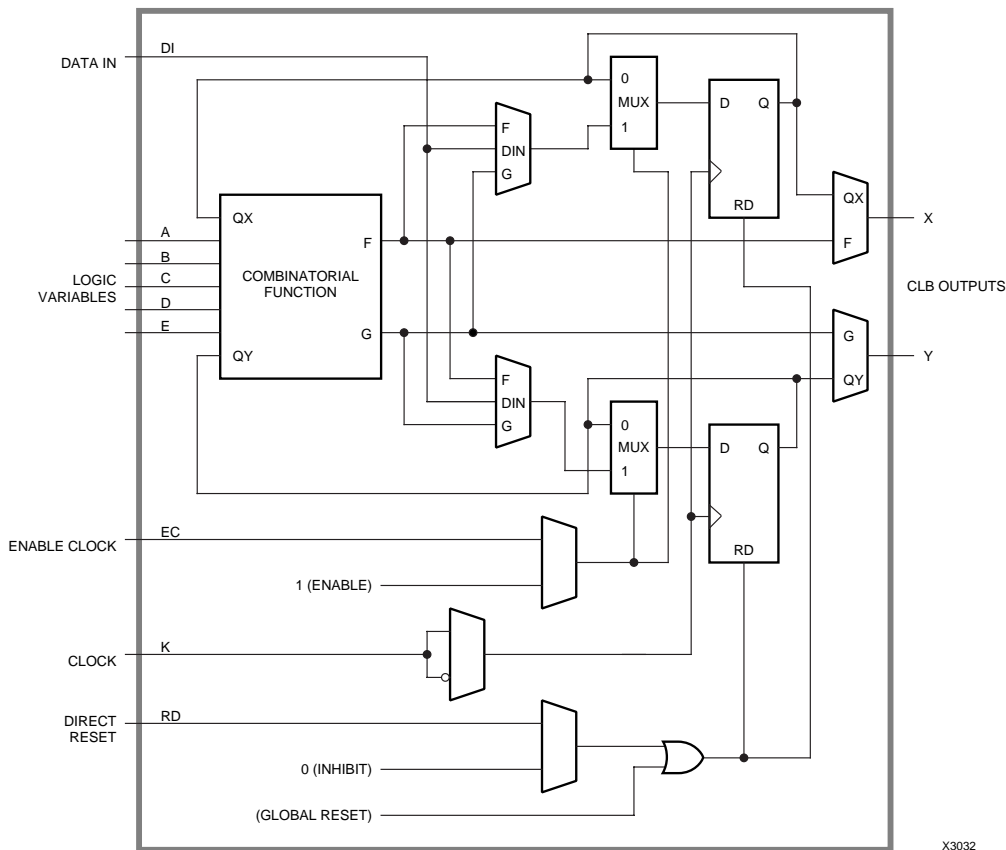 DI
DATA IN
0
MUX
1
D
Q
RD
F
DIN
G
QX
F
X
QX
A
B
C
D
E
LOGIC
VARIABLES
COMBINATORIAL
FUNCTION
F
G
QY
CLB OUTPUTS
G
QY
Y
F
DIN
G
0
MUX
1
D
Q
RD
EC
ENABLE CLOCK
1 (ENABLE)
K
CLOCK
RD
DIRECT
RESET
0 (INHIBIT)
(GLOBAL RESET)
X3032